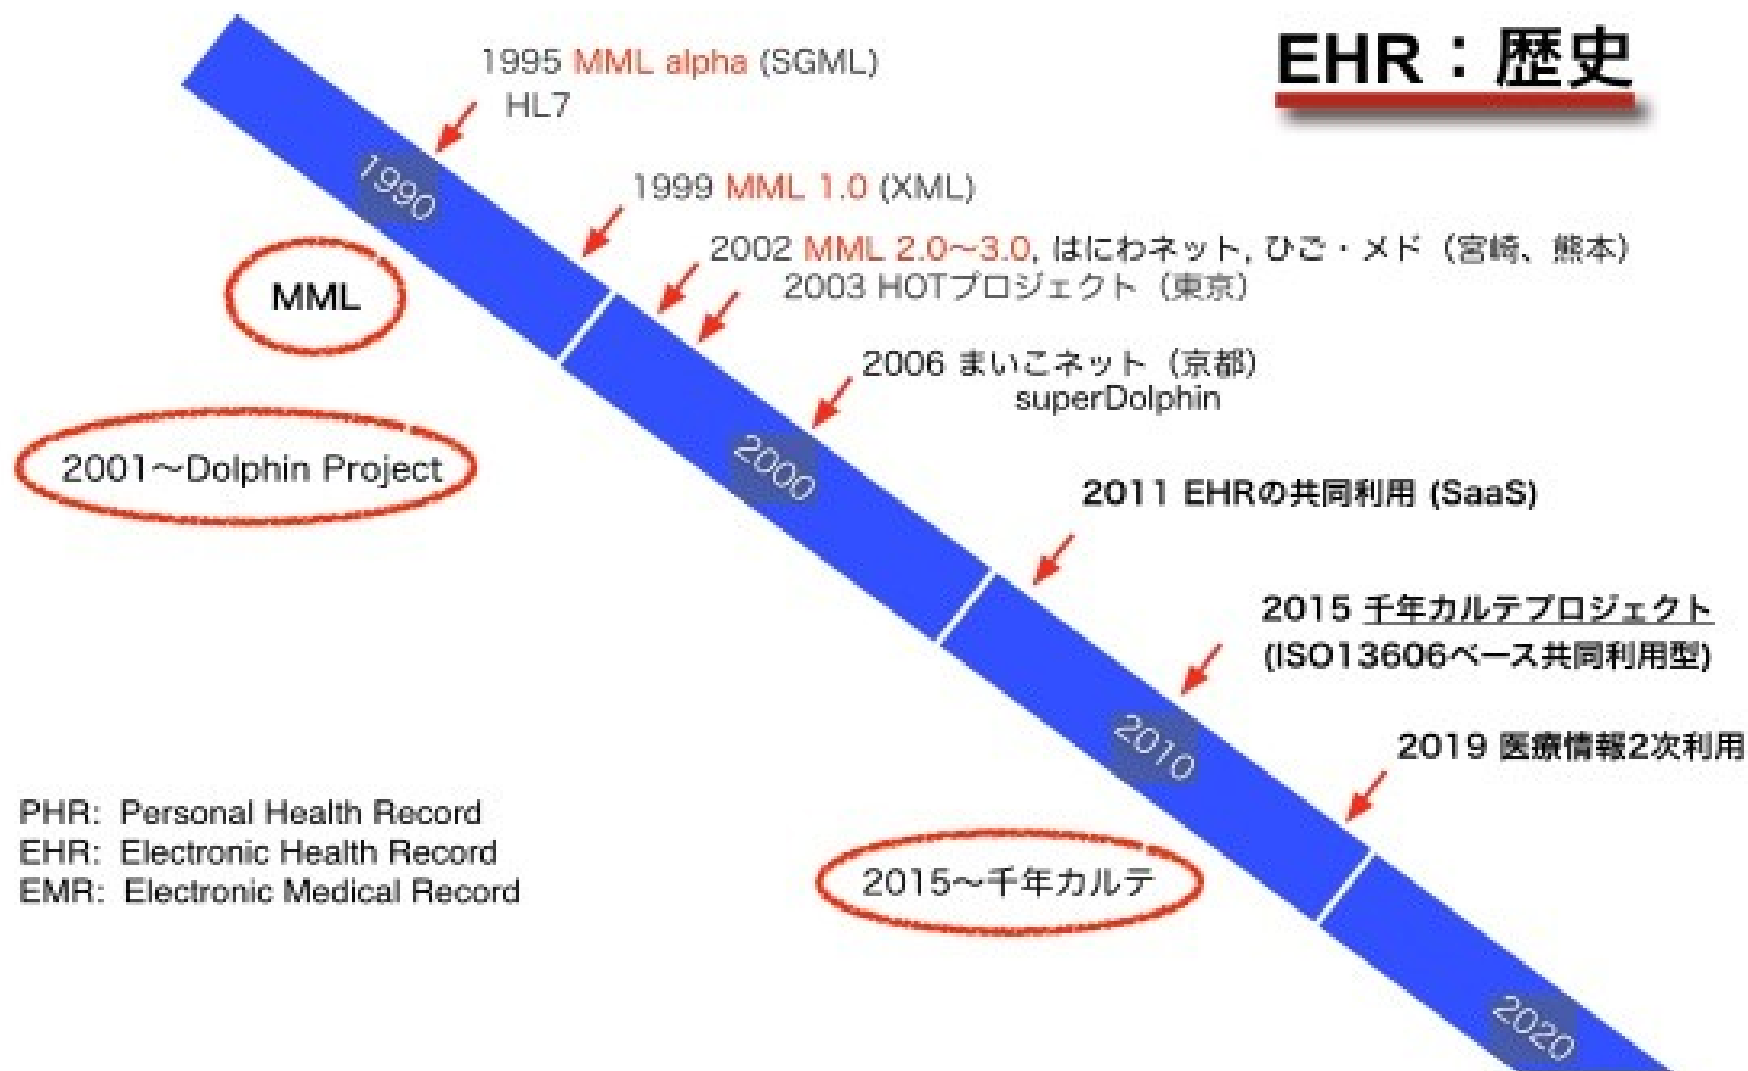 EHR：歴史
1995 MML alpha (SGML)
HL7
1990
1999 MML 1.0 (XML)
2002 MML 2.0〜3.0, はにわネット, ひご・メド（宮崎、熊本）
2003 HOTプロジェクト（東京）
MML
2006 まいこネット（京都）
superDolphin
2001〜Dolphin Project
2000
2011 EHRの共同利用 (SaaS)
2015 千年カルテプロジェクト
(ISO13606ベース共同利用型)
2010
2019 医療情報2次利用
PHR: Personal Health Record
EHR: Electronic Health Record
EMR: Electronic Medical Record
2015〜千年カルテ
2020